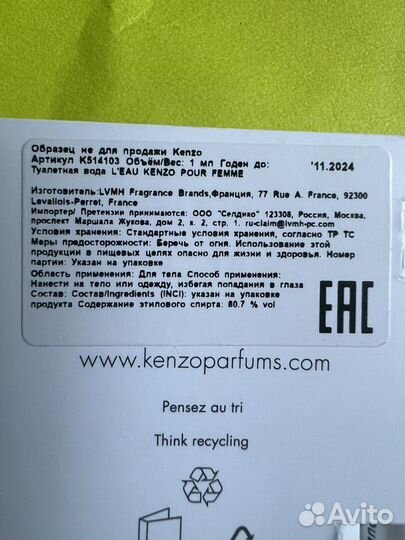 Образец не для продажи Kenzo
Артикул K514103 Объём/Вес: 1 мл Годен до: '11.2024
Туалетная вода L'EAU KENZO POUR FEMME
Изготовитель:LVMH Fragrance Brands,Франция, 77 Rue A. France, 92300
Levallois-Perret, France
Импортер/ Претензии принимаются: ООО "Селдико" 123308, Россия, Москва,
проспект Маршала Жукова, дом 2, к. 2, стр. 1. ru-claim@lvmh-pc.com
Условия хранения: Стандартные условия хранения, согласно ТР ТС
Меры предосторожности: Беречь от огня. Использование этой
продукции в пищевых целях опасно для жизни и здоровья. Номер
партии: Указан на упаковке
Область применения: Для тела Способ применения:
Нанести на тело или одежду, избегая попадания в глаза
Состав: Состав/Ingredients (INCI): указан на упаковке
продукта Содержание этилового спирта: 80.7 % vol
EAC
www.kenzoparfums.com
Pensez au tri
Think recycling
Avito